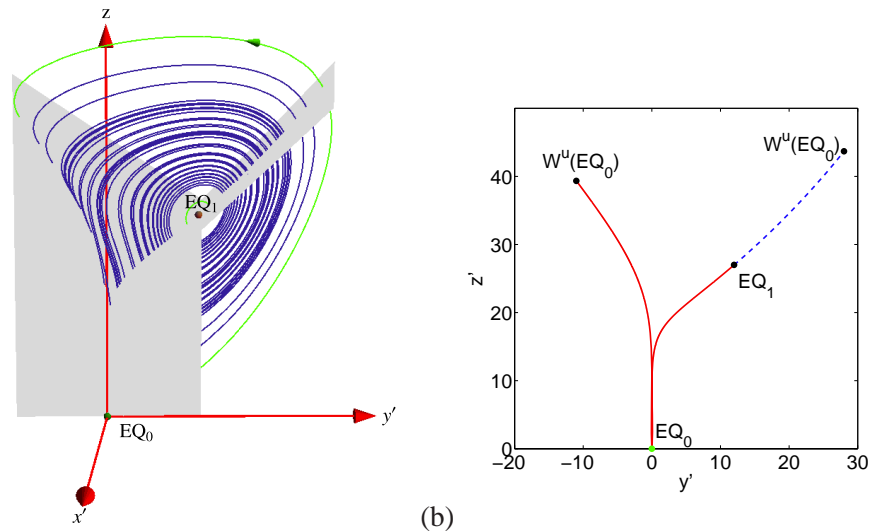 z
EQ₁
EQ₀
y′
x′
(b)
z'
40
30
20
10
0
Wᵘ(EQ₀)
Wᵘ(EQ₀)
EQ₁
EQ₀
−20 −10 0 10 20 30
y'